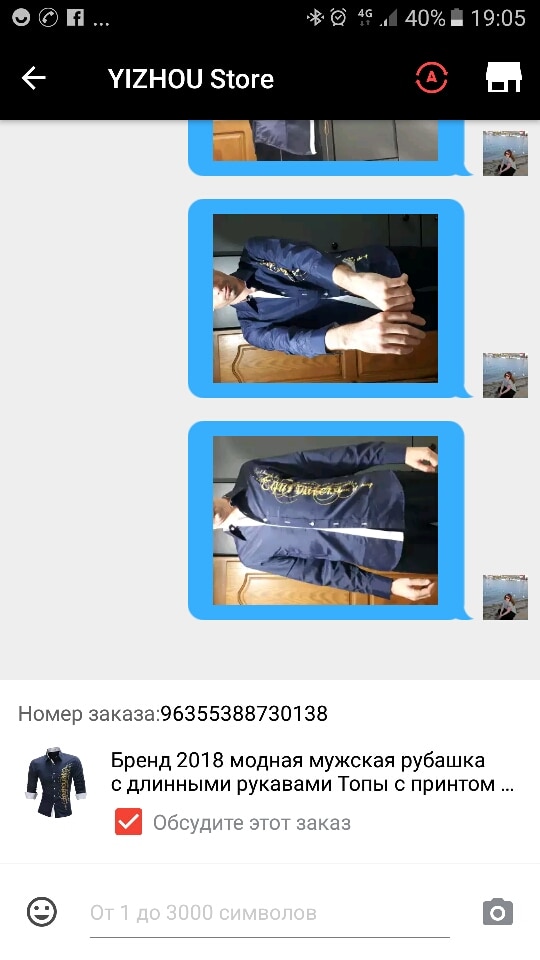 4G 40% 19:05
YIZHOU Store
A
Номер заказа:96355388730138
Бренд 2018 модная мужская рубашка
с длинными рукавами Топы с принтом ...
Обсудите этот заказ
От 1 до 3000 символов